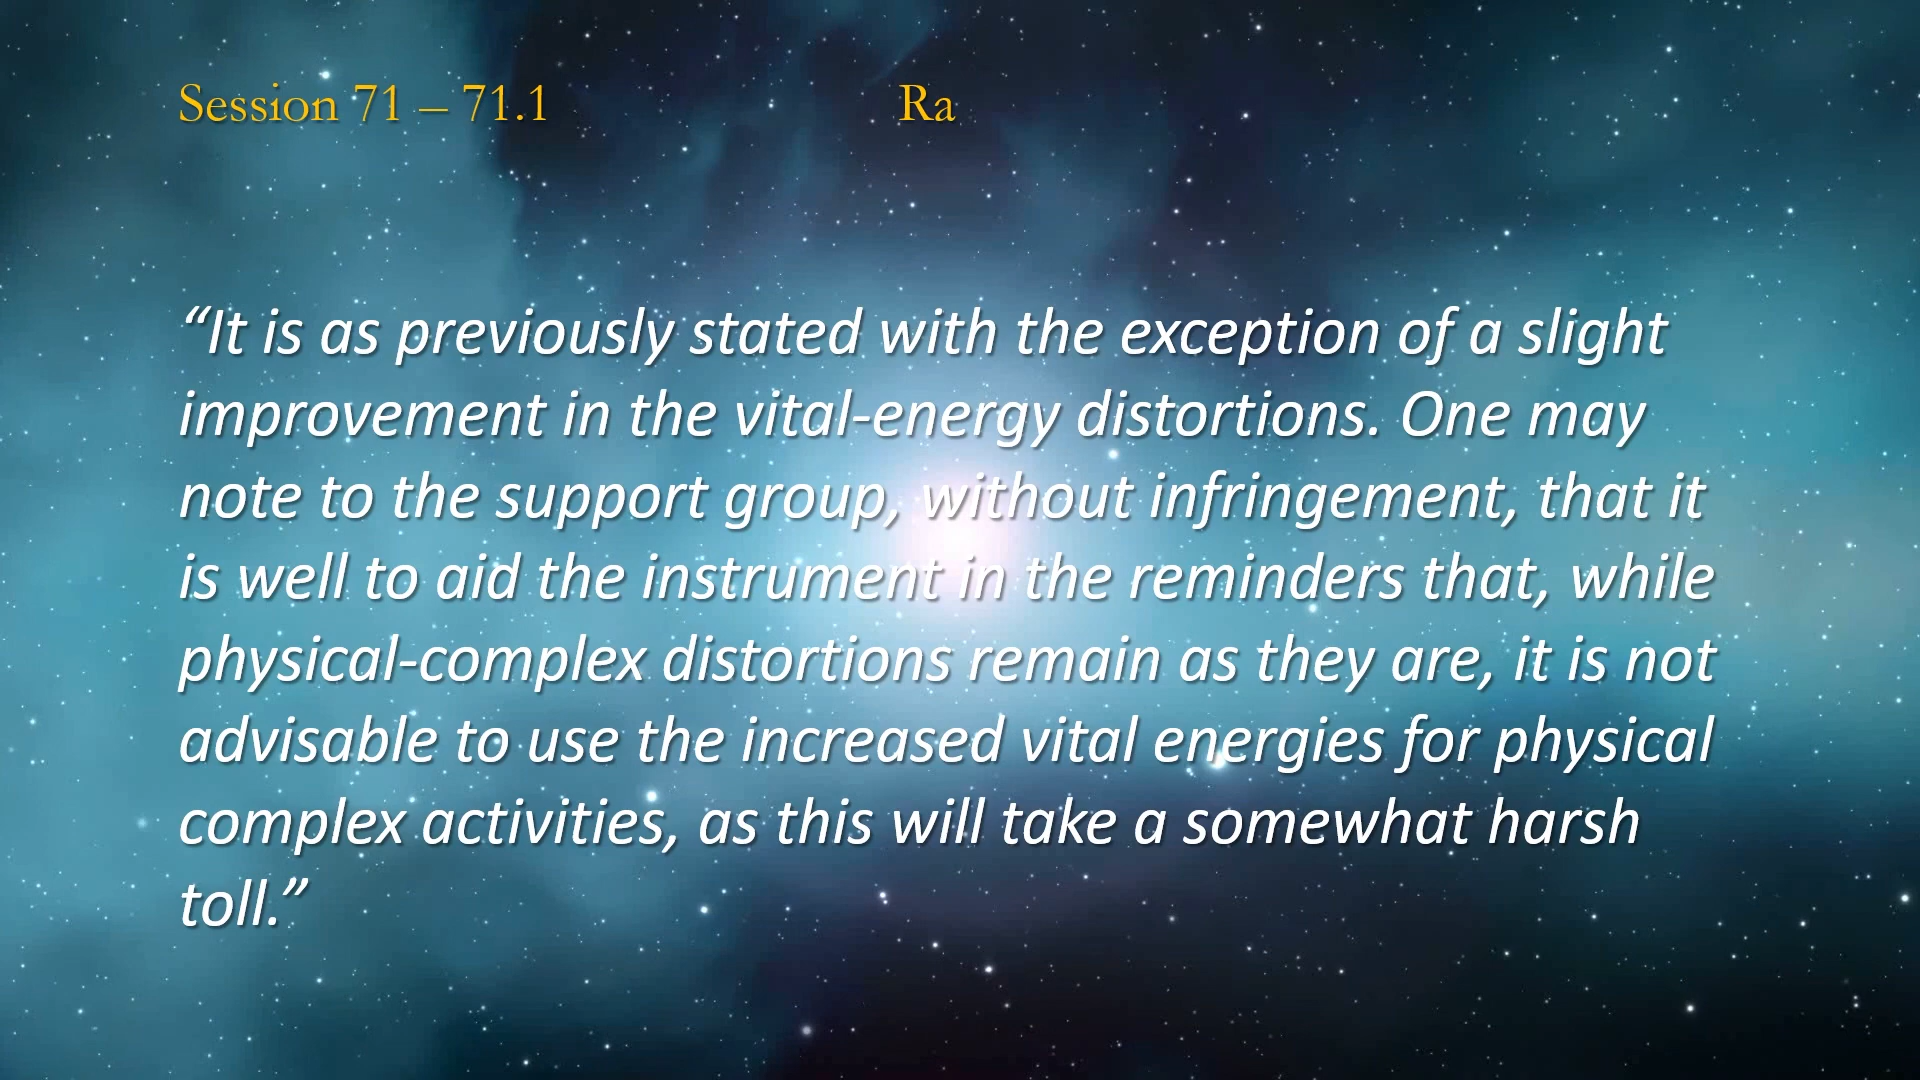 Session 71 – 71.1 Ra
“It is as previously stated with the exception of a slight
improvement in the vital-energy distortions. One may
note to the support group, without infringement, that it
is well to aid the instrument in the reminders that, while
physical-complex distortions remain as they are, it is not
advisable to use the increased vital energies for physical
complex activities, as this will take a somewhat harsh
toll.”